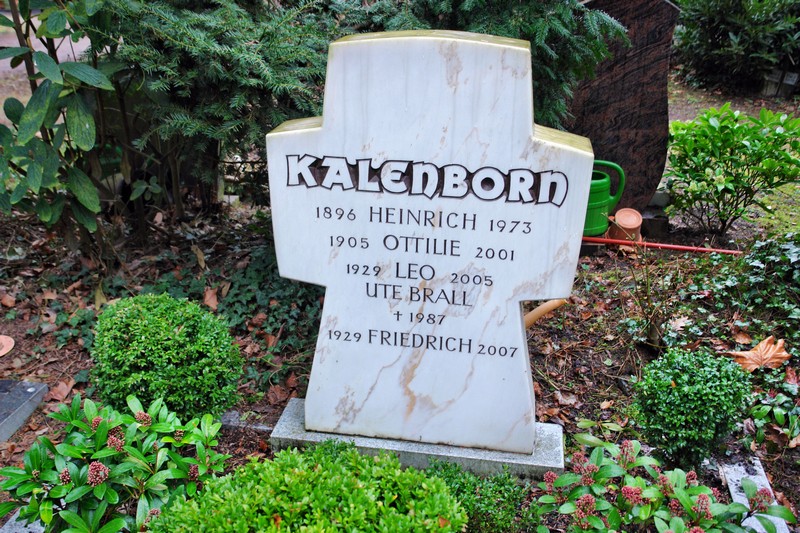 KALENBORN
1896 HEINRICH 1973
1905 OTTILIE 2001
1929 LEO 2005
UTE BRALL
† 1987
1929 FRIEDRICH 2007